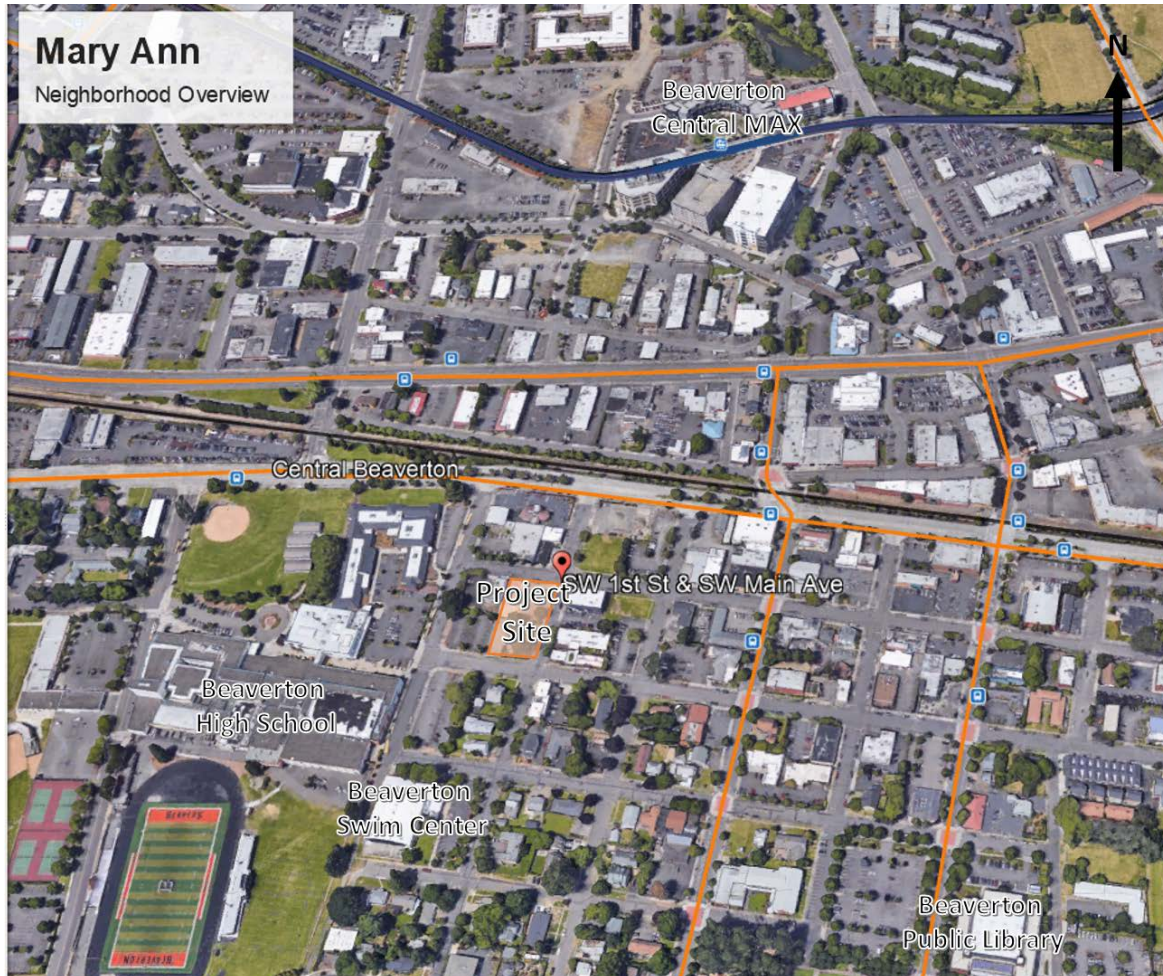 Mary Ann
Neighborhood Overview
N
Beaverton
Central MAX
Central Beaverton
SW 1st St & SW Main Ave
Project
Site
Beaverton
High School
Beaverton
Swim Center
Beaverton
Public Library
B
BEAVERTON